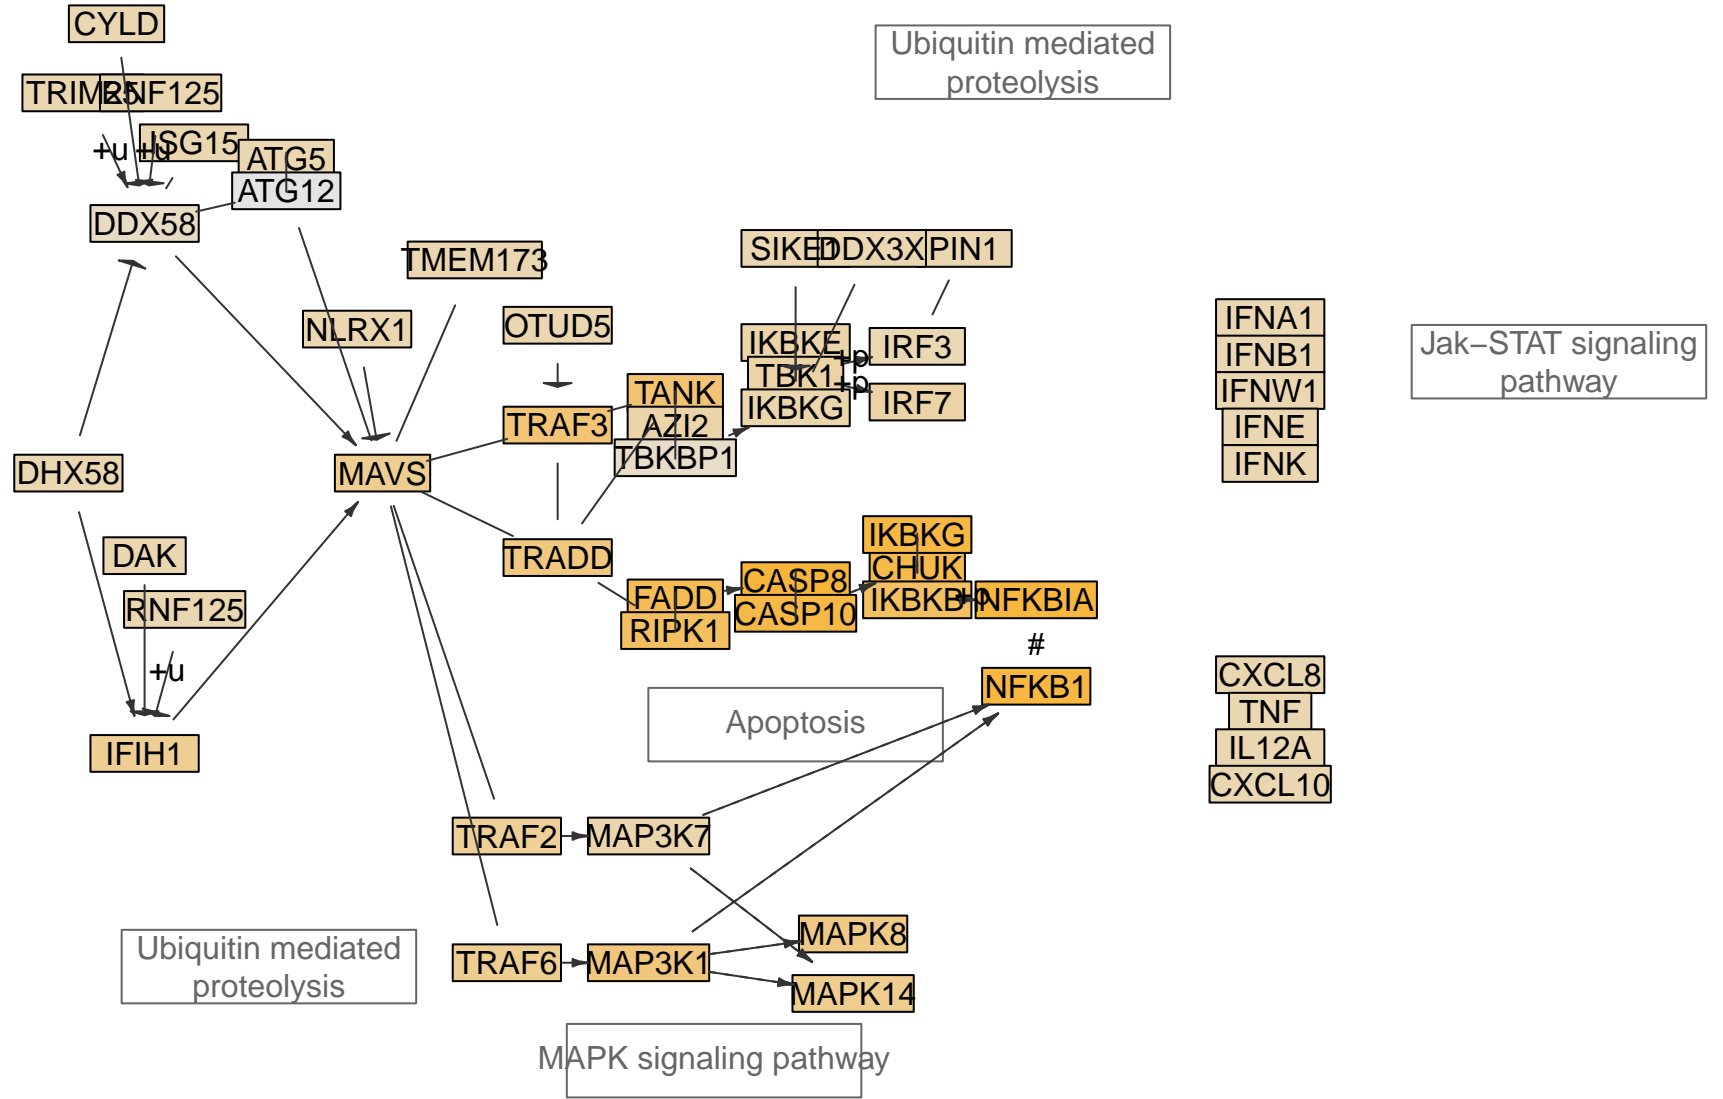 CYLD
Ubiquitin mediated
proteolysis
TRIM25
RNF125
ISG15
+u
+u
ATG5
ATG12
DDX58
TMEM173
SIKE1
DDX3X
PIN1
NLRX1
OTUD5
IKBKE
IRF3
+p
TBK1
+p
IKBKG
IRF7
IFNA1
IFNB1
IFNW1
IFNE
IFNK
Jak−STAT signaling
pathway
TANK
TRAF3
AZI2
TBKBP1
DHX58
MAVS
DAK
TRADD
IKBKG
CHUK
IKBKB
+p
NFKBIA
CASP8
CASP10
FADD
RIPK1
RNF125
+u
#
NFKB1
CXCL8
TNF
IL12A
CXCL10
Apoptosis
IFIH1
TRAF2
MAP3K7
MAPK8
Ubiquitin mediated
proteolysis
TRAF6
MAP3K1
MAPK14
MAPK signaling pathway